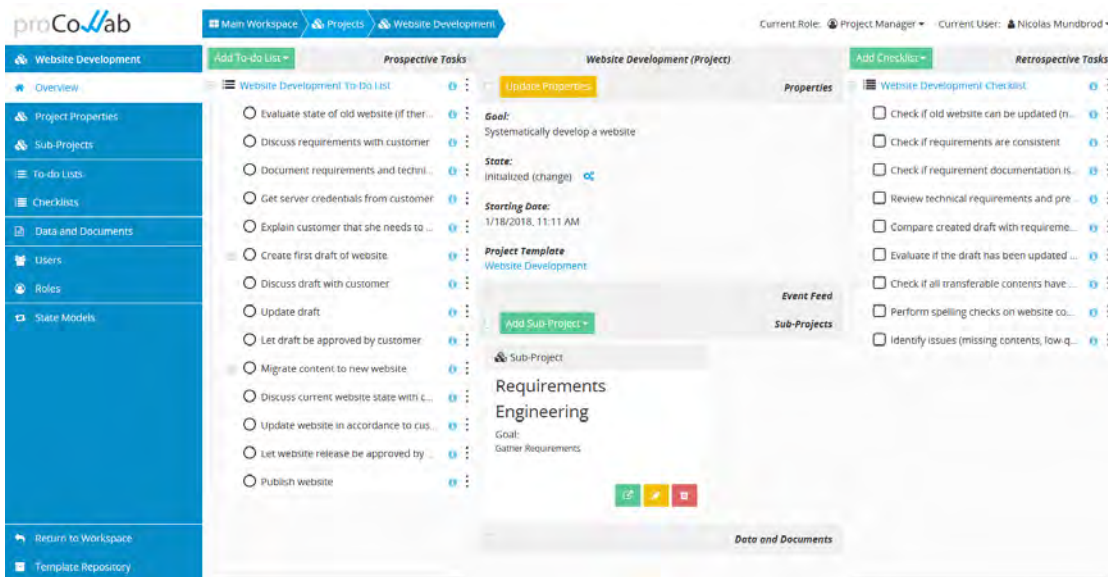 proCollab
Main Workspace
Projects
Website Development
Current Role: Project Manager
Current User: Nicolas Mundbrod
Website Development
Overview
Project Properties
Sub-Projects
To-do Lists
Checklists
Data and Documents
Users
Roles
State Models
Return to Workspace
Template Repository
Add To-do List
Prospective Tasks
Website Development To-Do List
Evaluate state of old website (if ther...
Discuss requirements with customer
Document requirements and techni...
Get server credentials from customer
Explain customer that she needs to ...
Create first draft of website
Discuss draft with customer
Update draft
Let draft be approved by customer
Migrate content to new website
Discuss current website state with c...
Update website in accordance to cus...
Let website release be approved by ...
Publish website
Website Development (Project)
Update Properties
Properties
Goal:
Systematically develop a website
State:
initialized (change)
Starting Date:
1/18/2018, 11:11 AM
Project Template
Website Development
Event Feed
Add Sub-Project
Sub-Projects
Sub-Project
Requirements
Engineering
Goal:
Gather Requirements
Data and Documents
Add Checklist
Retrospective Tasks
Website Development Checklist
Check if old website can be updated (n...
Check if requirements are consistent
Check if requirement documentation is...
Review technical requirements and pre...
Compare created draft with requireme...
Evaluate if the draft has been updated ...
Check if all transferable contents have ...
Perform spelling checks on website co...
Identify issues (missing contents, low-q...